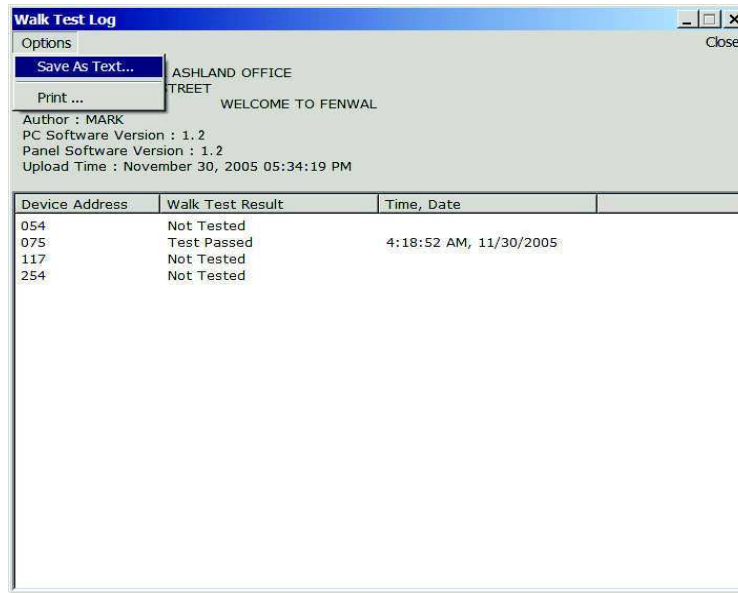 Walk Test Log
Options
Close
Save As Text...
Print ...
ASHLAND OFFICE
TREET
WELCOME TO FENWAL
Author : MARK
PC Software Version : 1.2
Panel Software Version : 1.2
Upload Time : November 30, 2005 05:34:19 PM
Device Address Walk Test Result Time, Date
054 Not Tested
075 Test Passed 4:18:52 AM, 11/30/2005
117 Not Tested
254 Not Tested